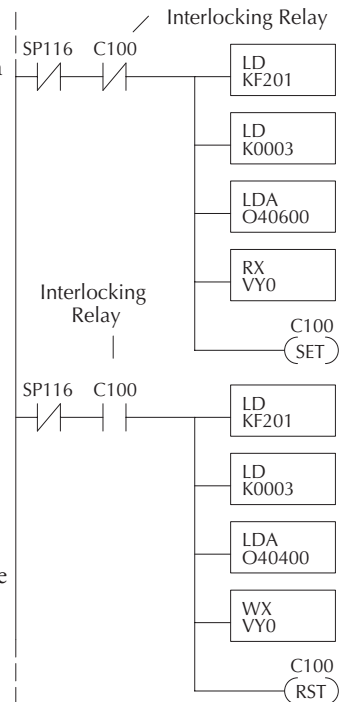 Interlocking Relay
SP116 C100
LD
KF201
LD
K0003
LDA
O40600
RX
VY0
C100
SET
Interlocking
Relay
SP116 C100
LD
KF201
LD
K0003
LDA
O40400
WX
VY0
C100
RST